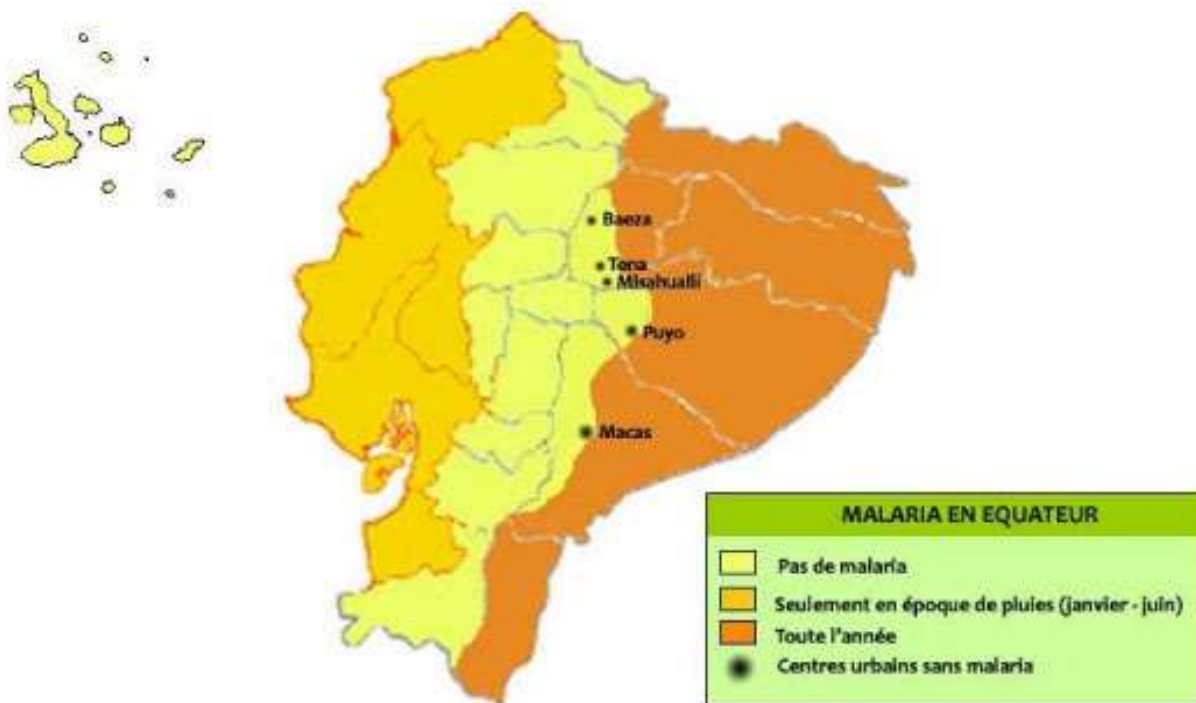 Baeza
Tena
Misahualli
Puyo
Macas
MALARIA EN EQUATEUR
Pas de malaria
Seulement en époque de pluies (janvier - juin)
Toute l'année
Centres urbains sans malaria